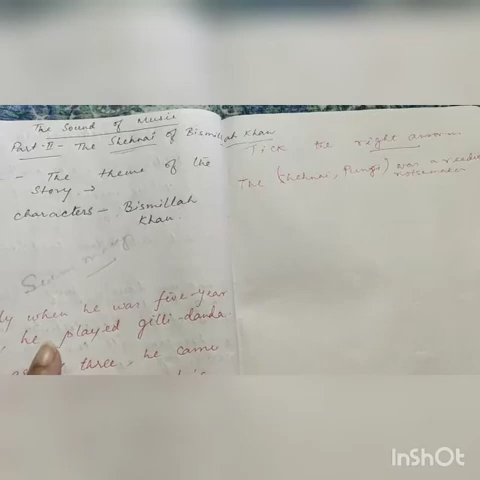 The Sound of Music
Part-II - The Shehnai of Bismillah Khan
- The theme of the
Story →
characters - Bismillah
Khan.
when he was five-year
he played gilli-danda.
three, he came
Tick the right answer.
The (Shehnai, Pungi) was a reeded
noisemaker
InShOt